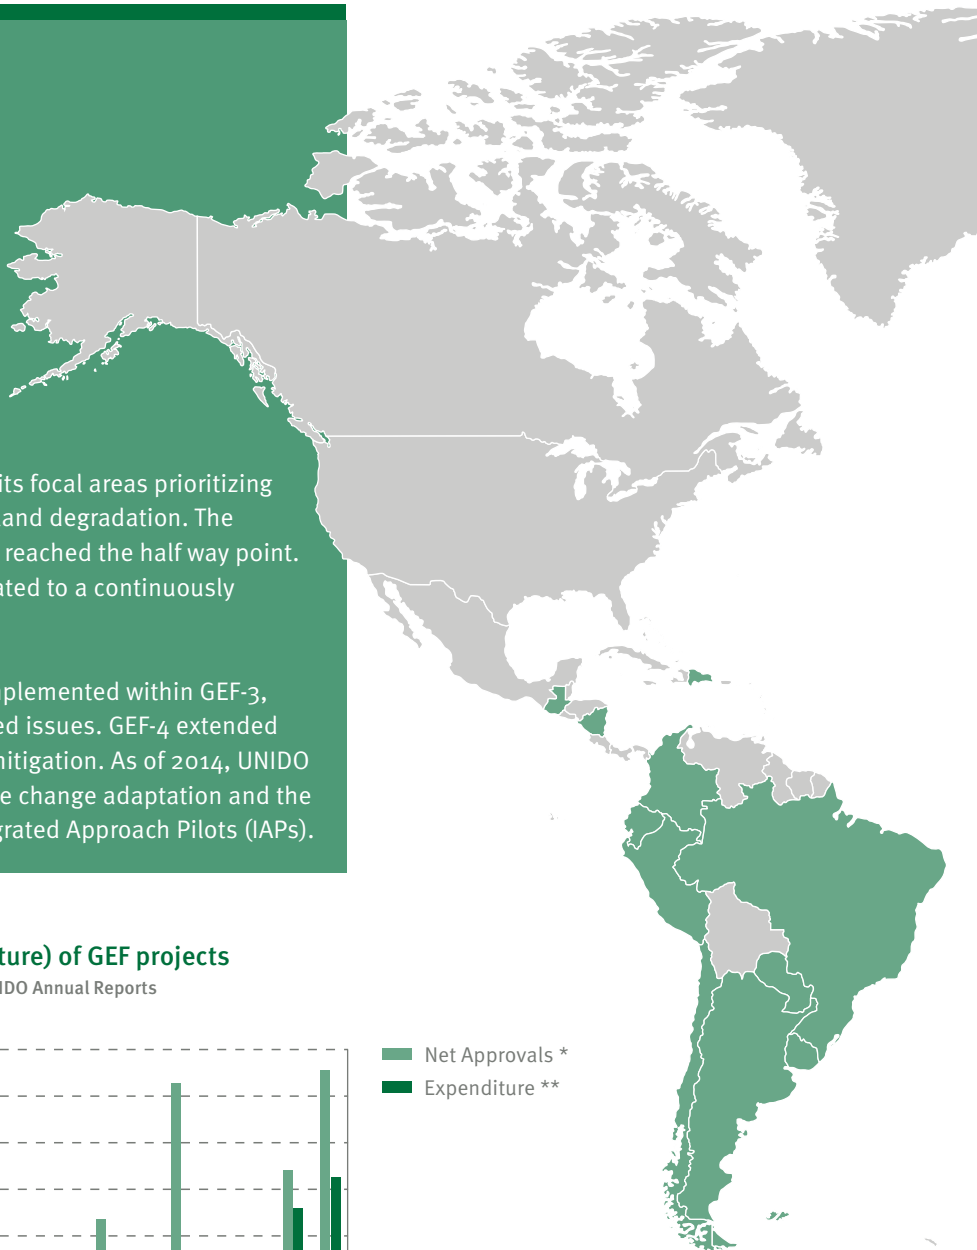 its focal areas prioritizing
and degradation. The
reached the half way point.
ated to a continuously
mplemented within GEF-3,
ed issues. GEF-4 extended
mitigation. As of 2014, UNIDO
e change adaptation and the
grated Approach Pilots (IAPs).
ture) of GEF projects
IDO Annual Reports
Net Approvals *
Expenditure **